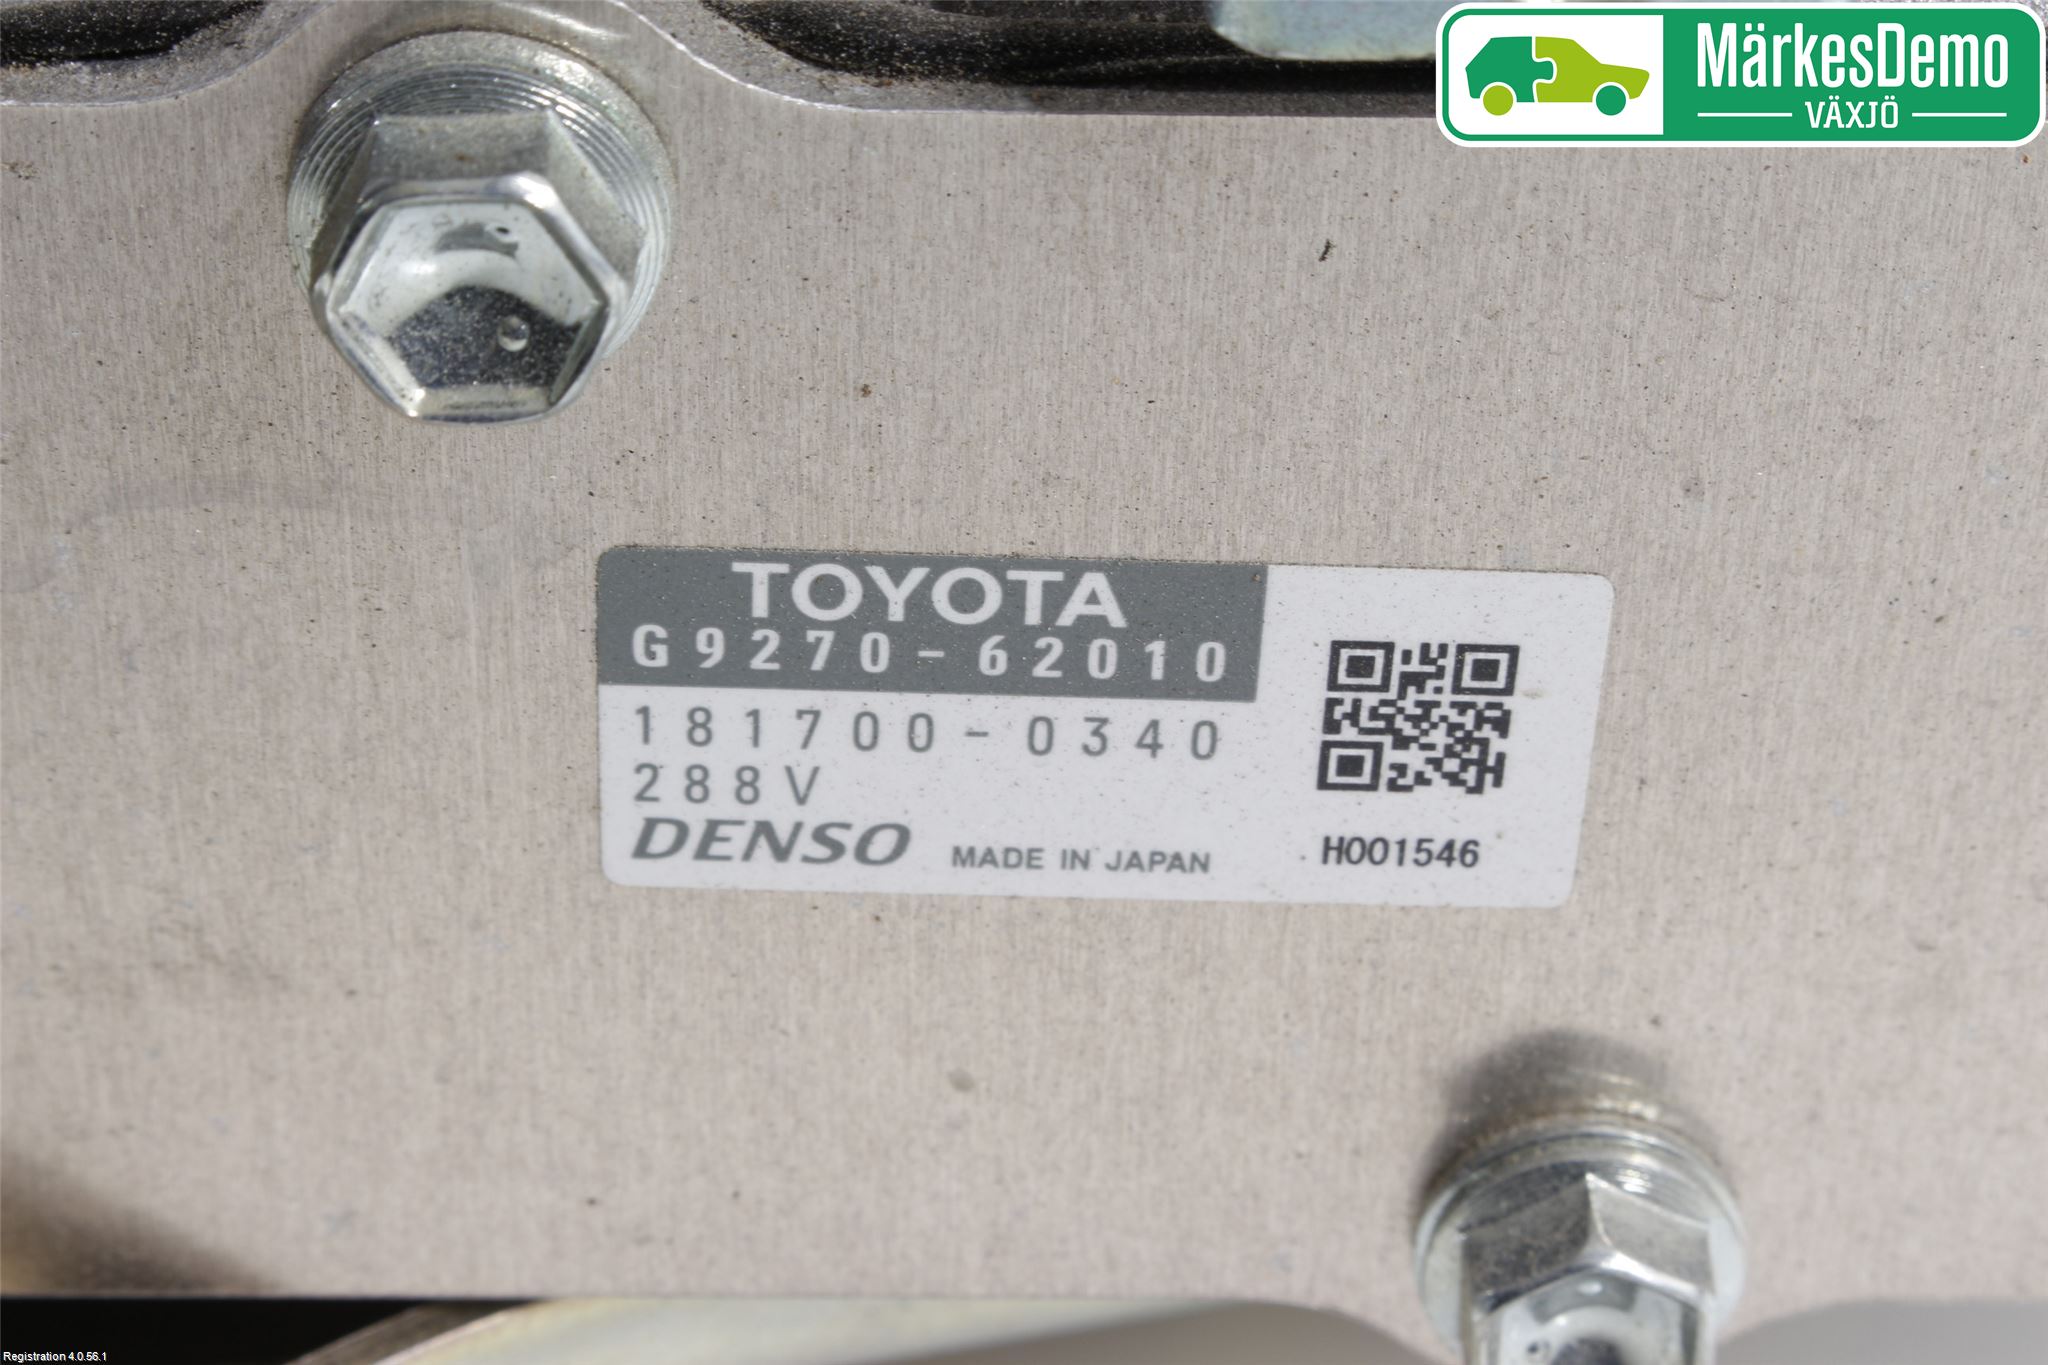 MärkesDemo
VÄXJÖ
TOYOTA
G9270-62010
181700-0340
288V
DENSO MADE IN JAPAN
H001546
Registration 4.0.56.1